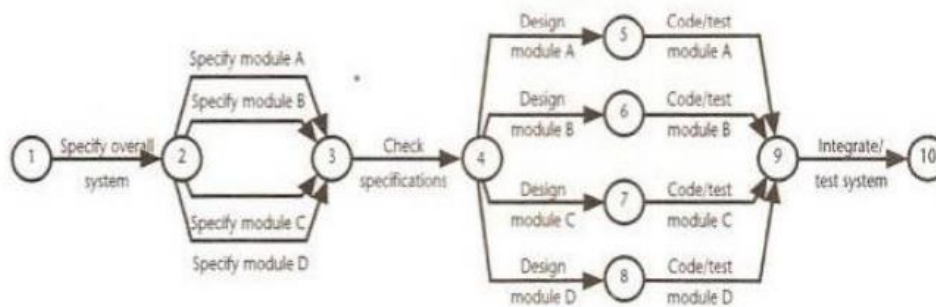 Design
module A
5
Code/test
module A
Specify module A
Specify module B
Design
module B
6
Code/test
module B
1
Specify overall
system
2
3
Check
specifications
4
9
Integrate/
test system
10
Specify module C
Specify module D
Design
module C
7
Code/test
module C
Design
module D
8
Code/test
module D